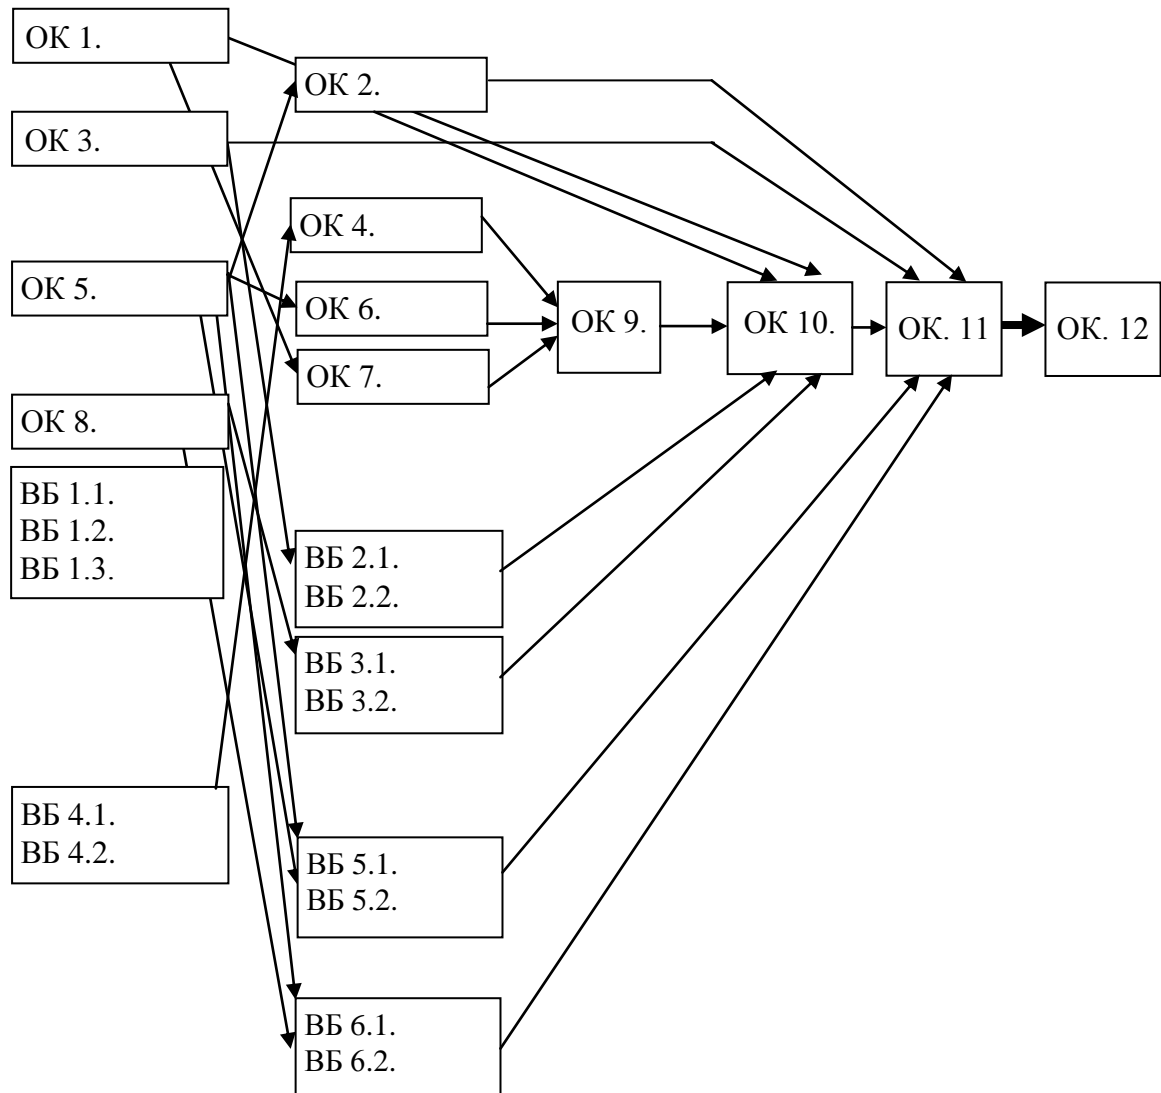 ОК 1.
ОК 2.
ОК 3.
ОК 4.
ОК 5.
ОК 6.
ОК 9.
ОК 10.
ОК. 11
ОК. 12
ОК 7.
ОК 8.
ВБ 1.1.
ВБ 1.2.
ВБ 1.3.
ВБ 2.1.
ВБ 2.2.
ВБ 3.1.
ВБ 3.2.
ВБ 4.1.
ВБ 4.2.
ВБ 5.1.
ВБ 5.2.
ВБ 6.1.
ВБ 6.2.